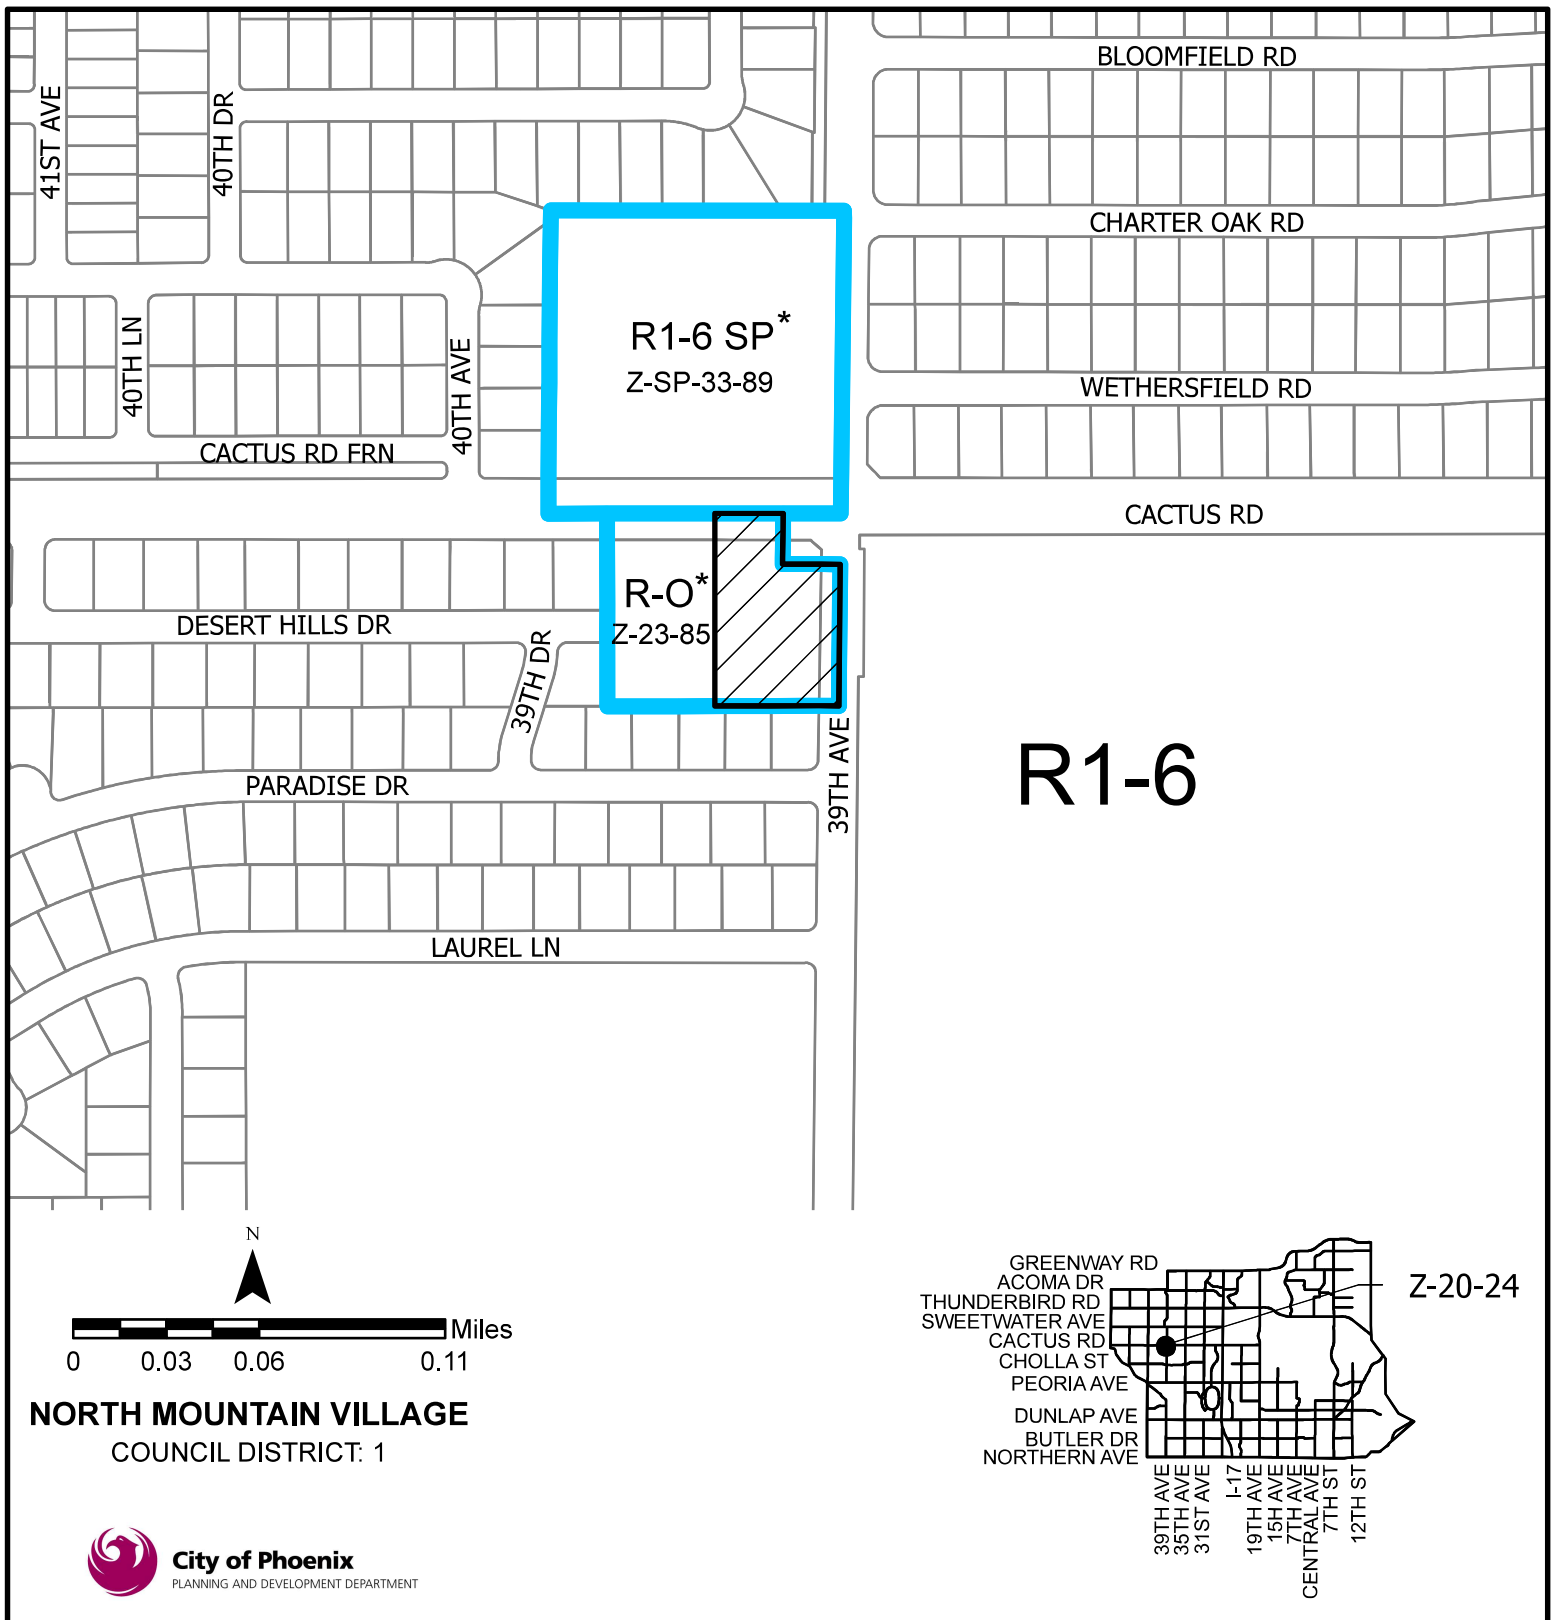 BLOOMFIELD RD
41ST AVE
40TH DR
CHARTER OAK RD
R1-6 SP*
Z-SP-33-89
40TH LN
40TH AVE
WETHERSFIELD RD
CACTUS RD FRN
CACTUS RD
R-O*
Z-23-85
DESERT HILLS DR
39TH DR
R1-6
39TH AVE
PARADISE DR
LAUREL LN
N
Miles
0 0.03 0.06 0.11
NORTH MOUNTAIN VILLAGE
COUNCIL DISTRICT: 1
City of Phoenix
PLANNING AND DEVELOPMENT DEPARTMENT
GREENWAY RD
ACOMA DR
THUNDERBIRD RD
SWEETWATER AVE
CACTUS RD
CHOLLA ST
PEORIA AVE
DUNLAP AVE
BUTLER DR
NORTHERN AVE
Z-20-24
39TH AVE
35TH AVE
31ST AVE
I-17
19TH AVE
15H AVE
7TH AVE
CENTRAL AVE
7TH ST
12TH ST